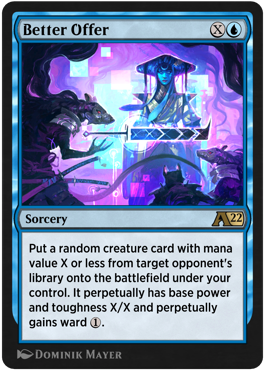 Better Offer X
Sorcery 22
Put a random creature card with mana
value X or less from target opponent's
library onto the battlefield under your
control. It perpetually has base power
and toughness X/X and perpetually
gains ward 1.
Dominik Mayer